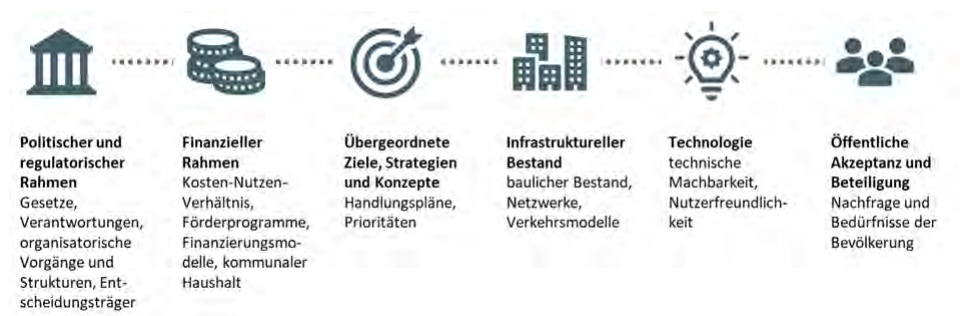 Politischer und
regulatorischer
Rahmen
Gesetze,
Verantwortungen,
organisatorische
Vorgänge und
Strukturen, Ent-
scheidungsträger
Finanzieller
Rahmen
Kosten-Nutzen-
Verhältnis,
Förderprogramme,
Finanzierungsmo-
delle, kommunaler
Haushalt
Übergeordnete
Ziele, Strategien
und Konzepte
Handlungspläne,
Prioritäten
Infrastruktureller
Bestand
baulicher Bestand,
Netzwerke,
Verkehrsmodelle
Technologie
technische
Machbarkeit,
Nutzerfreundlich-
keit
Öffentliche
Akzeptanz und
Beteiligung
Nachfrage und
Bedürfnisse der
Bevölkerung